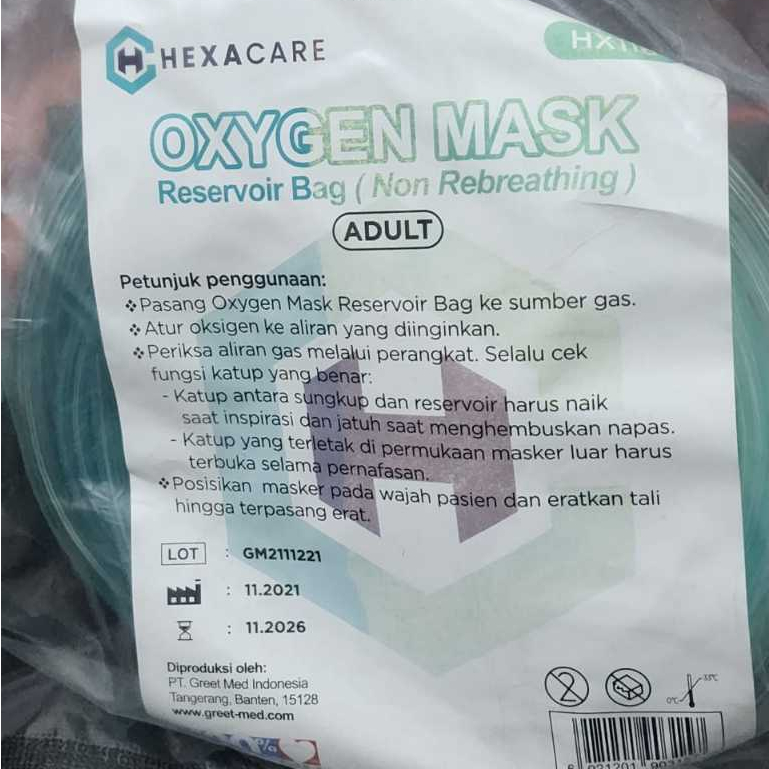 HEXACARE
OXYGEN MASK
Reservoir Bag ( Non Rebreathing )
ADULT
Petunjuk penggunaan:
❖Pasang Oxygen Mask Reservoir Bag ke sumber gas.
❖Atur oksigen ke aliran yang diinginkan.
❖Periksa aliran gas melalui perangkat. Selalu cek
fungsi katup yang benar:
- Katup antara sungkup dan reservoir harus naik
saat inspirasi dan jatuh saat menghembuskan napas.
- Katup yang terletak di permukaan masker luar harus
terbuka selama pernafasan.
❖Posisikan masker pada wajah pasien dan eratkan tali
hingga terpasang erat.
LOT : GM2111221
: 11.2021
: 11.2026
Diproduksi oleh:
PT. Greet Med Indonesia
Tangerang, Banten, 15128
www.greet-med.com
2
0°C